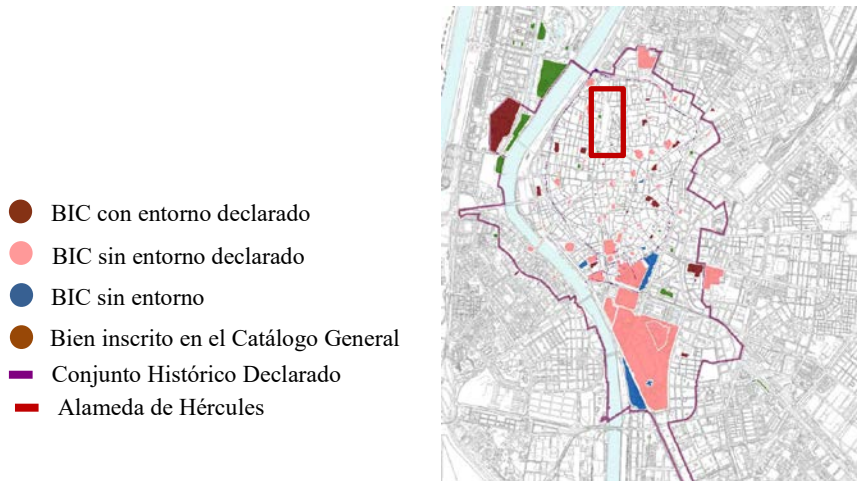 BIC con entorno declarado
BIC sin entorno declarado
BIC sin entorno
Bien inscrito en el Catálogo General
Conjunto Histórico Declarado
Alameda de Hércules